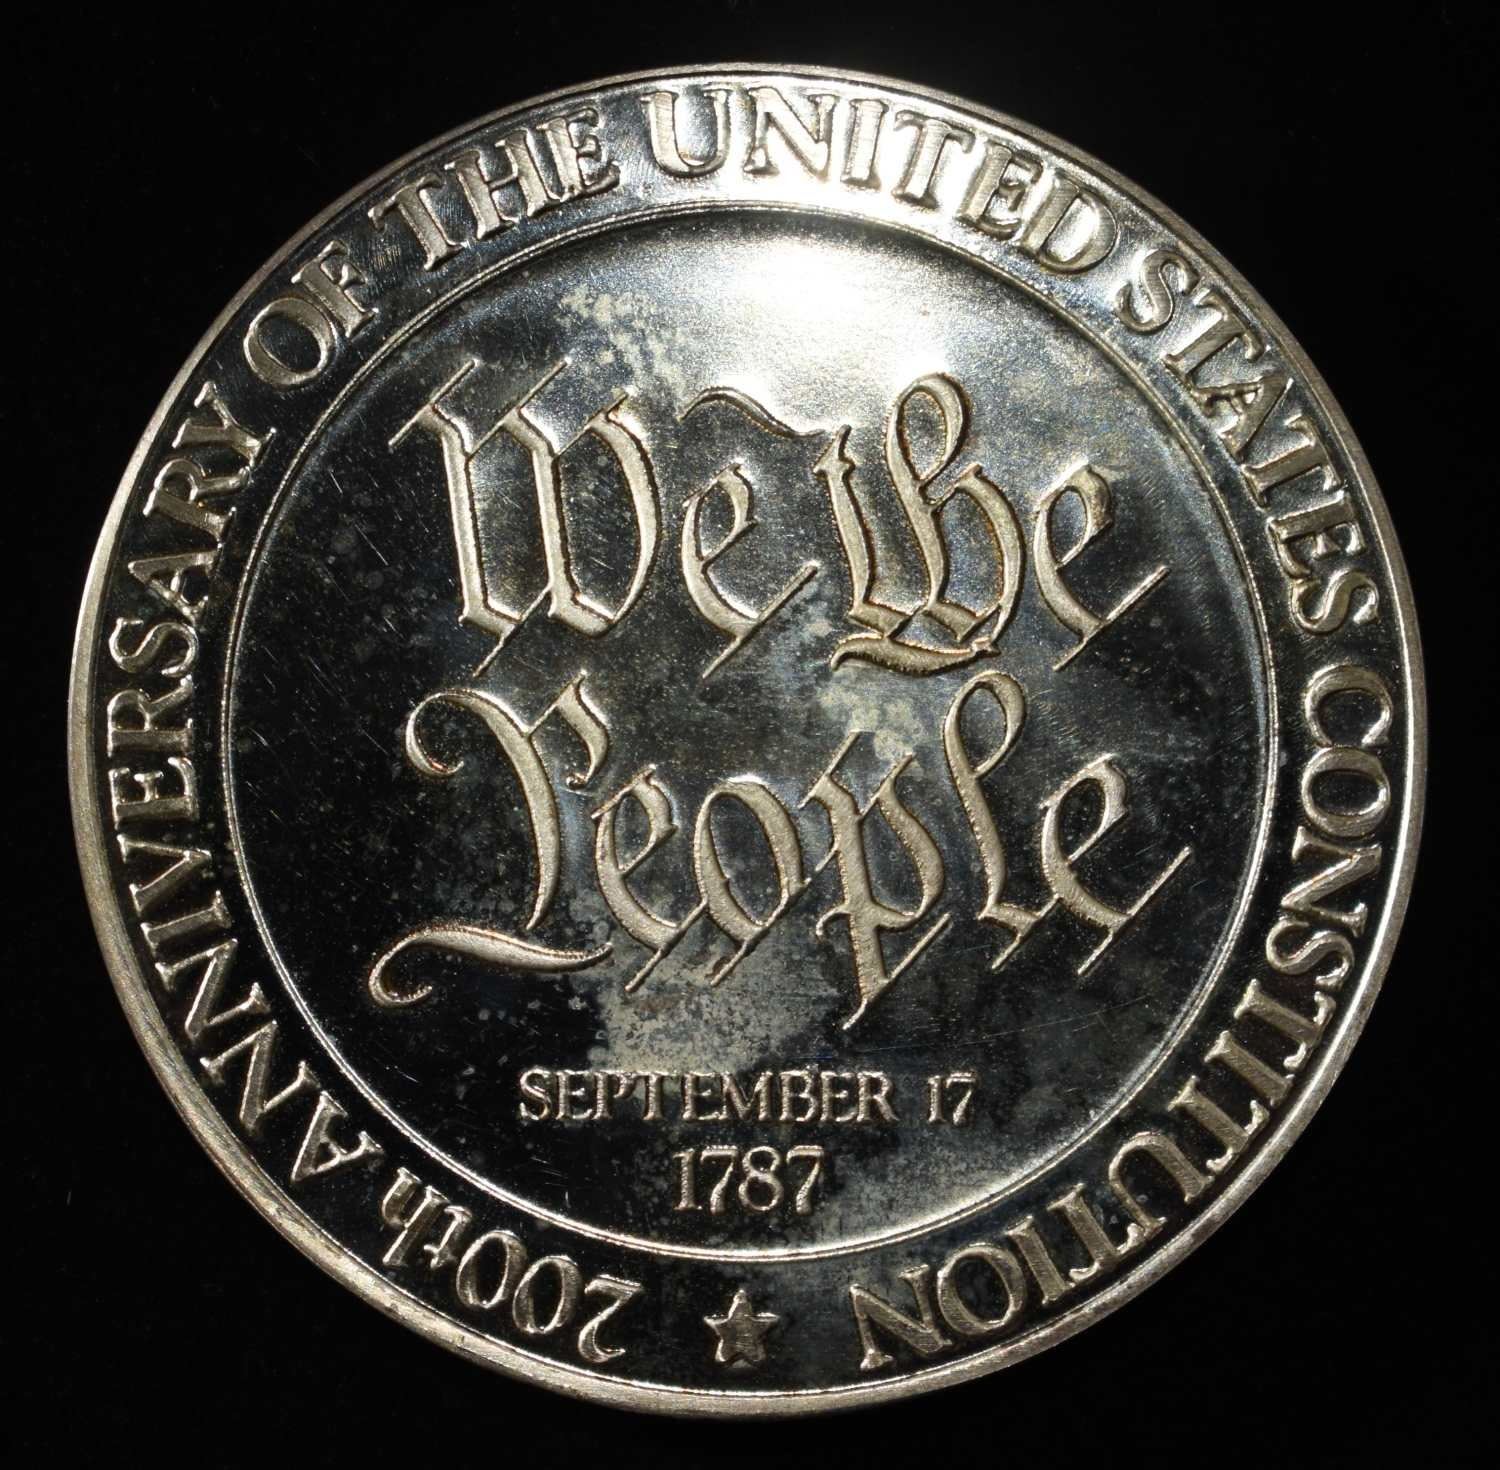 200th ANNIVERSARY OF THE UNITED STATES CONSTITUTION
We the
People
SEPTEMBER 17
1787